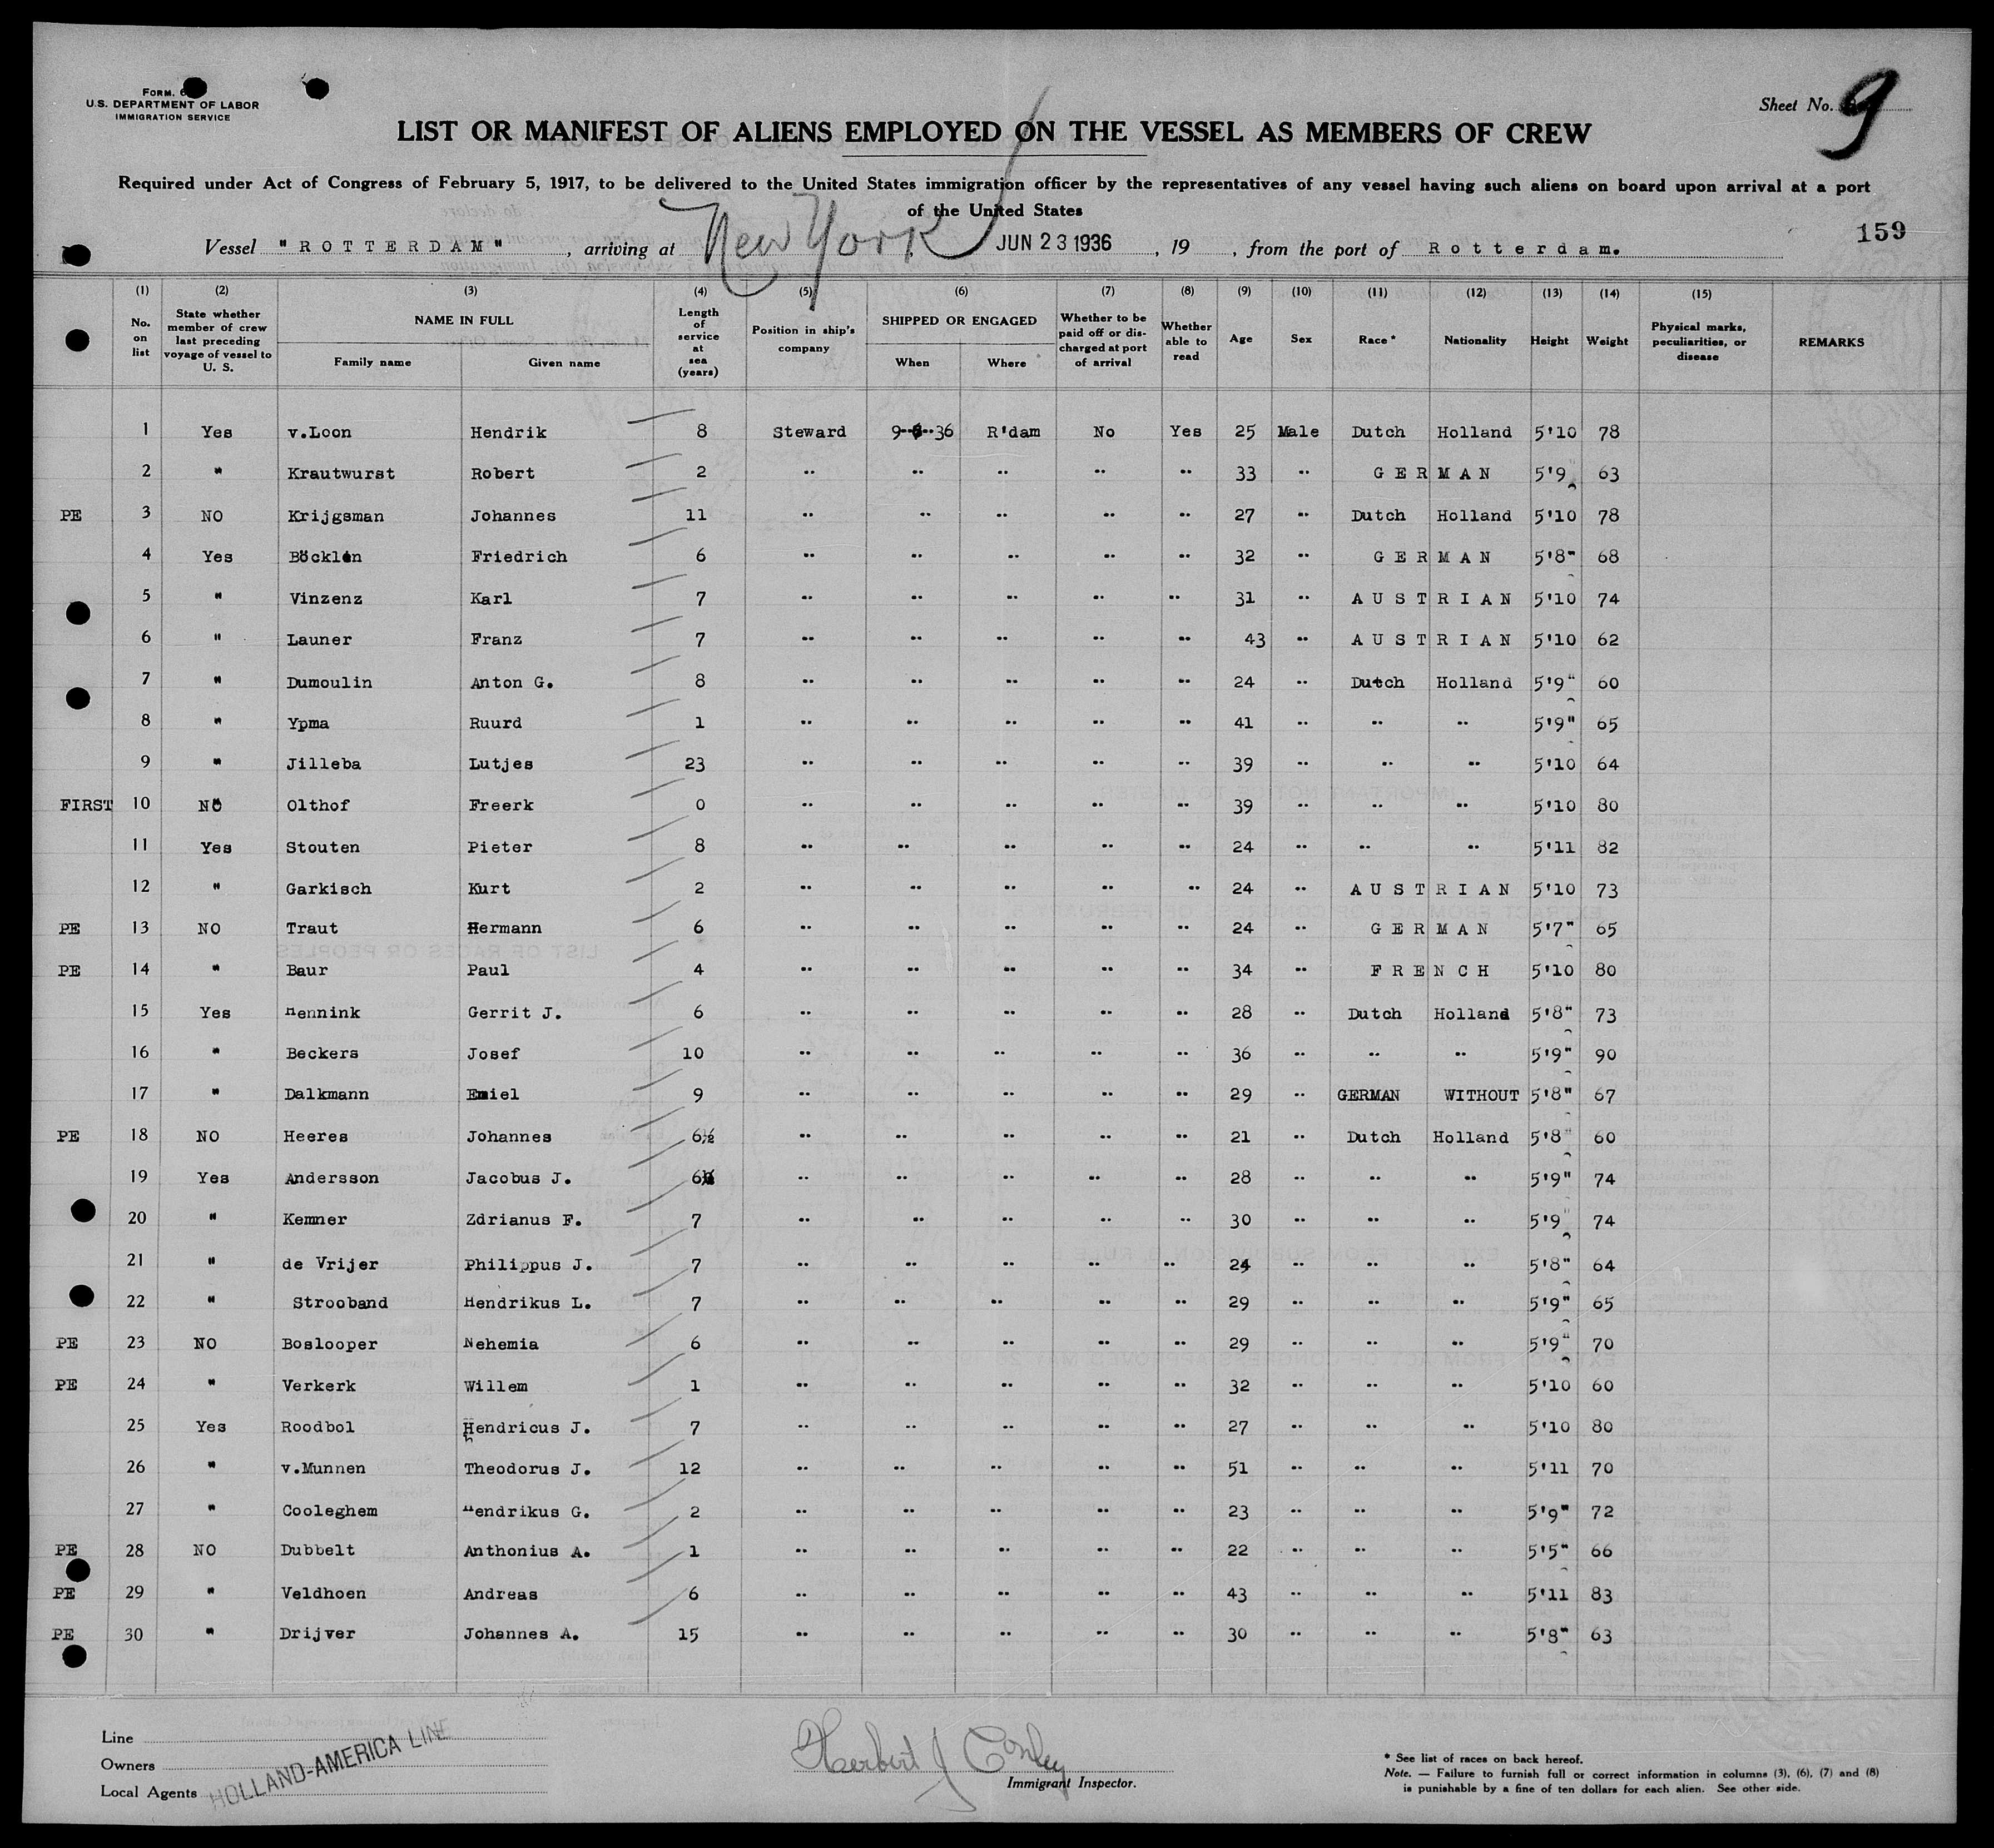 FORM. 6
U.S. DEPARTMENT OF LABOR
IMMIGRATION SERVICE
Sheet No. 9
LIST OR MANIFEST OF ALIENS EMPLOYED ON THE VESSEL AS MEMBERS OF CREW
Required under Act of Congress of February 5, 1917, to be delivered to the United States immigration officer by the representatives of any vessel having such aliens on board upon arrival at a port
of the United States
159
Vessel "ROTTERDAM", arriving at New York, JUN 23 1936, 19 , from the port of Rotterdam.
(1) (2) (3) (4) (5) (6) (7) (8) (9) (10) (11) (12) (13) (14) (15)
No. on list | State whether member of crew last preceding voyage of vessel to U. S. | NAME IN FULL | Family name | Given name | Length of service at sea (years) | Position in ship's company | SHIPPED OR ENGAGED | When | Where | Whether to be paid off or discharged at port of arrival | Whether able to read | Age | Sex | Race * | Nationality | Height | Weight | Physical marks, peculiarities, or disease | REMARKS
1 Yes v.Loon Hendrik 8 Steward 9-- --36 R'dam No Yes 25 Male Dutch Holland 5'10 78
2 " Krautwurst Robert 2 " " " " " 33 " GERMAN 5'9 63
PE 3 NO Krijgsman Johannes 11 " " " " " 27 " Dutch Holland 5'10 78
4 Yes Böcklen Friedrich 6 " " " " " 32 " GERMAN 5'8" 68
5 " Vinzenz Karl 7 " " " " " 31 " AUSTRIAN 5'10 74
6 " Launer Franz 7 " " " " " 43 " AUSTRIAN 5'10 62
7 " Dumoulin Anton G. 8 " " " " " 24 " Dutch Holland 5'9" 60
8 " Ypma Ruurd 1 " " " " " 41 " " " 5'9" 65
9 " Jilleba Lutjes 23 " " " " " 39 " " " 5'10 64
FIRST 10 NO Olthof Freerk 0 " " " " " 39 " " " 5'10 80
11 Yes Stouten Pieter 8 " " " " " 24 " " " 5'11 82
12 " Garkisch Kurt 2 " " " " " 24 " AUSTRIAN 5'10 73
PE 13 NO Traut Hermann 6 " " " " " 24 " GERMAN 5'7" 65
PE 14 " Baur Paul 4 " " " " " 34 " FRENCH 5'10 80
15 Yes Hennink Gerrit J. 6 " " " " " 28 " Dutch Holland 5'8" 73
16 " Beckers Josef 10 " " " " " 36 " " " 5'9" 90
17 " Dalkmann Emiel 9 " " " " " 29 " GERMAN WITHOUT 5'8" 67
PE 18 NO Heeres Johannes 6½ " " " " " 21 " Dutch Holland 5'8" 60
19 Yes Andersson Jacobus J. 6 " " " " " 28 " " " 5'9" 74
20 " Kemner Zdrianus F. 7 " " " " " 30 " " " 5'9" 74
21 " de Vrijer Philippus J. 7 " " " " " 24 " " " 5'8" 64
22 " Strooband Hendrikus L. 7 " " " " " 29 " " " 5'9" 65
PE 23 NO Boslooper Nehemia 6 " " " " " 29 " " " 5'9" 70
PE 24 " Verkerk Willem 1 " " " " " 32 " " " 5'10 60
25 Yes Roodbol Hendricus J. 7 " " " " " 27 " " " 5'10 80
26 " v.Munnen Theodorus J. 12 " " " " " 51 " " " 5'11 70
27 " Cooleghem Hendrikus G. 2 " " " " " 23 " " " 5'9" 72
PE 28 NO Dubbelt Anthonius A. 1 " " " " " 22 " " " 5'5" 66
PE 29 " Veldhoen Andreas 6 " " " " " 43 " " " 5'11 83
PE 30 " Drijver Johannes A. 15 " " " " " 30 " " " 5'8" 63
Line
Owners
Local Agents
HOLLAND-AMERICA LINE
Herbert J Conley
Immigrant Inspector.
* See list of races on back hereof.
Note. — Failure to furnish full or correct information in columns (3), (6), (7) and (8)
is punishable by a fine of ten dollars for each alien. See other side.